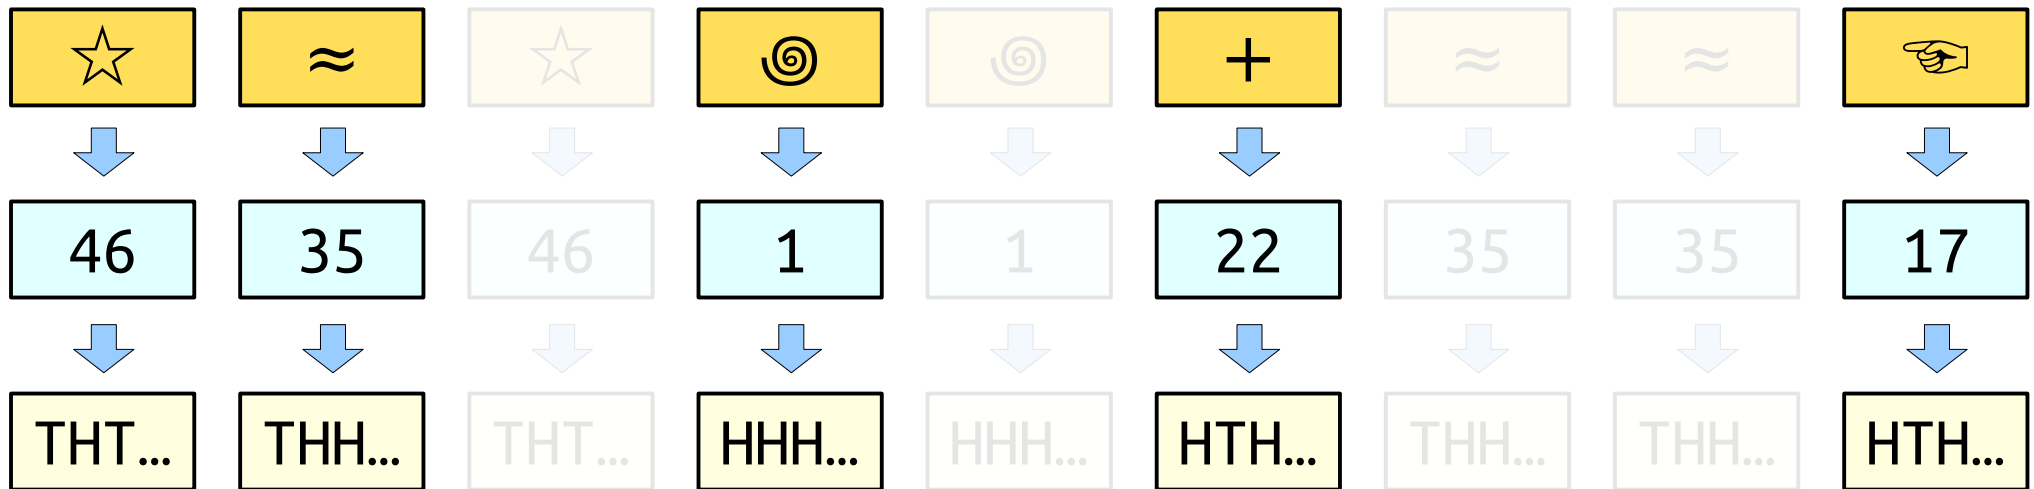 ☆ ≈ ☆ ꩜ ꩜ + ≈ ≈ ☜
46 35 46 1 1 22 35 35 17
THT... THH... THT... HHH... HHH... HTH... THH... THH... HTH...